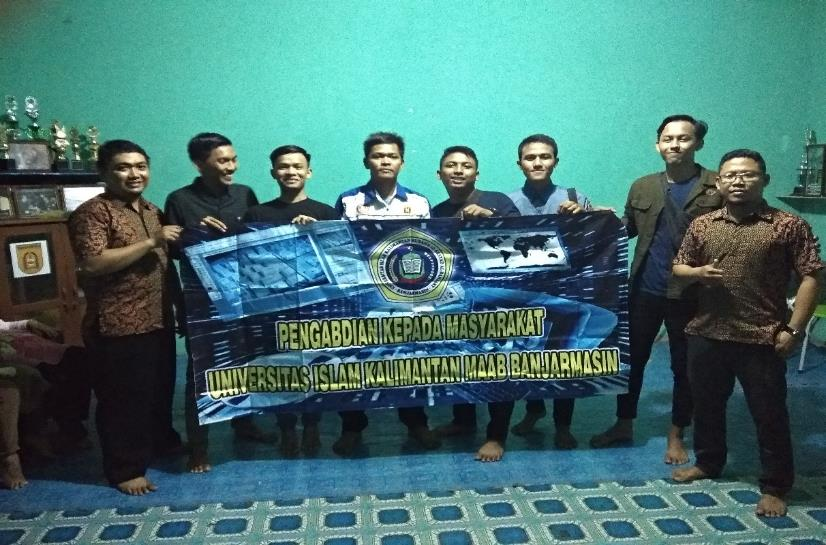 PENGABDIAN KEPADA MASYARAKAT
UNIVERSITAS ISLAM KALIMANTAN MAAB BANJARMASIN